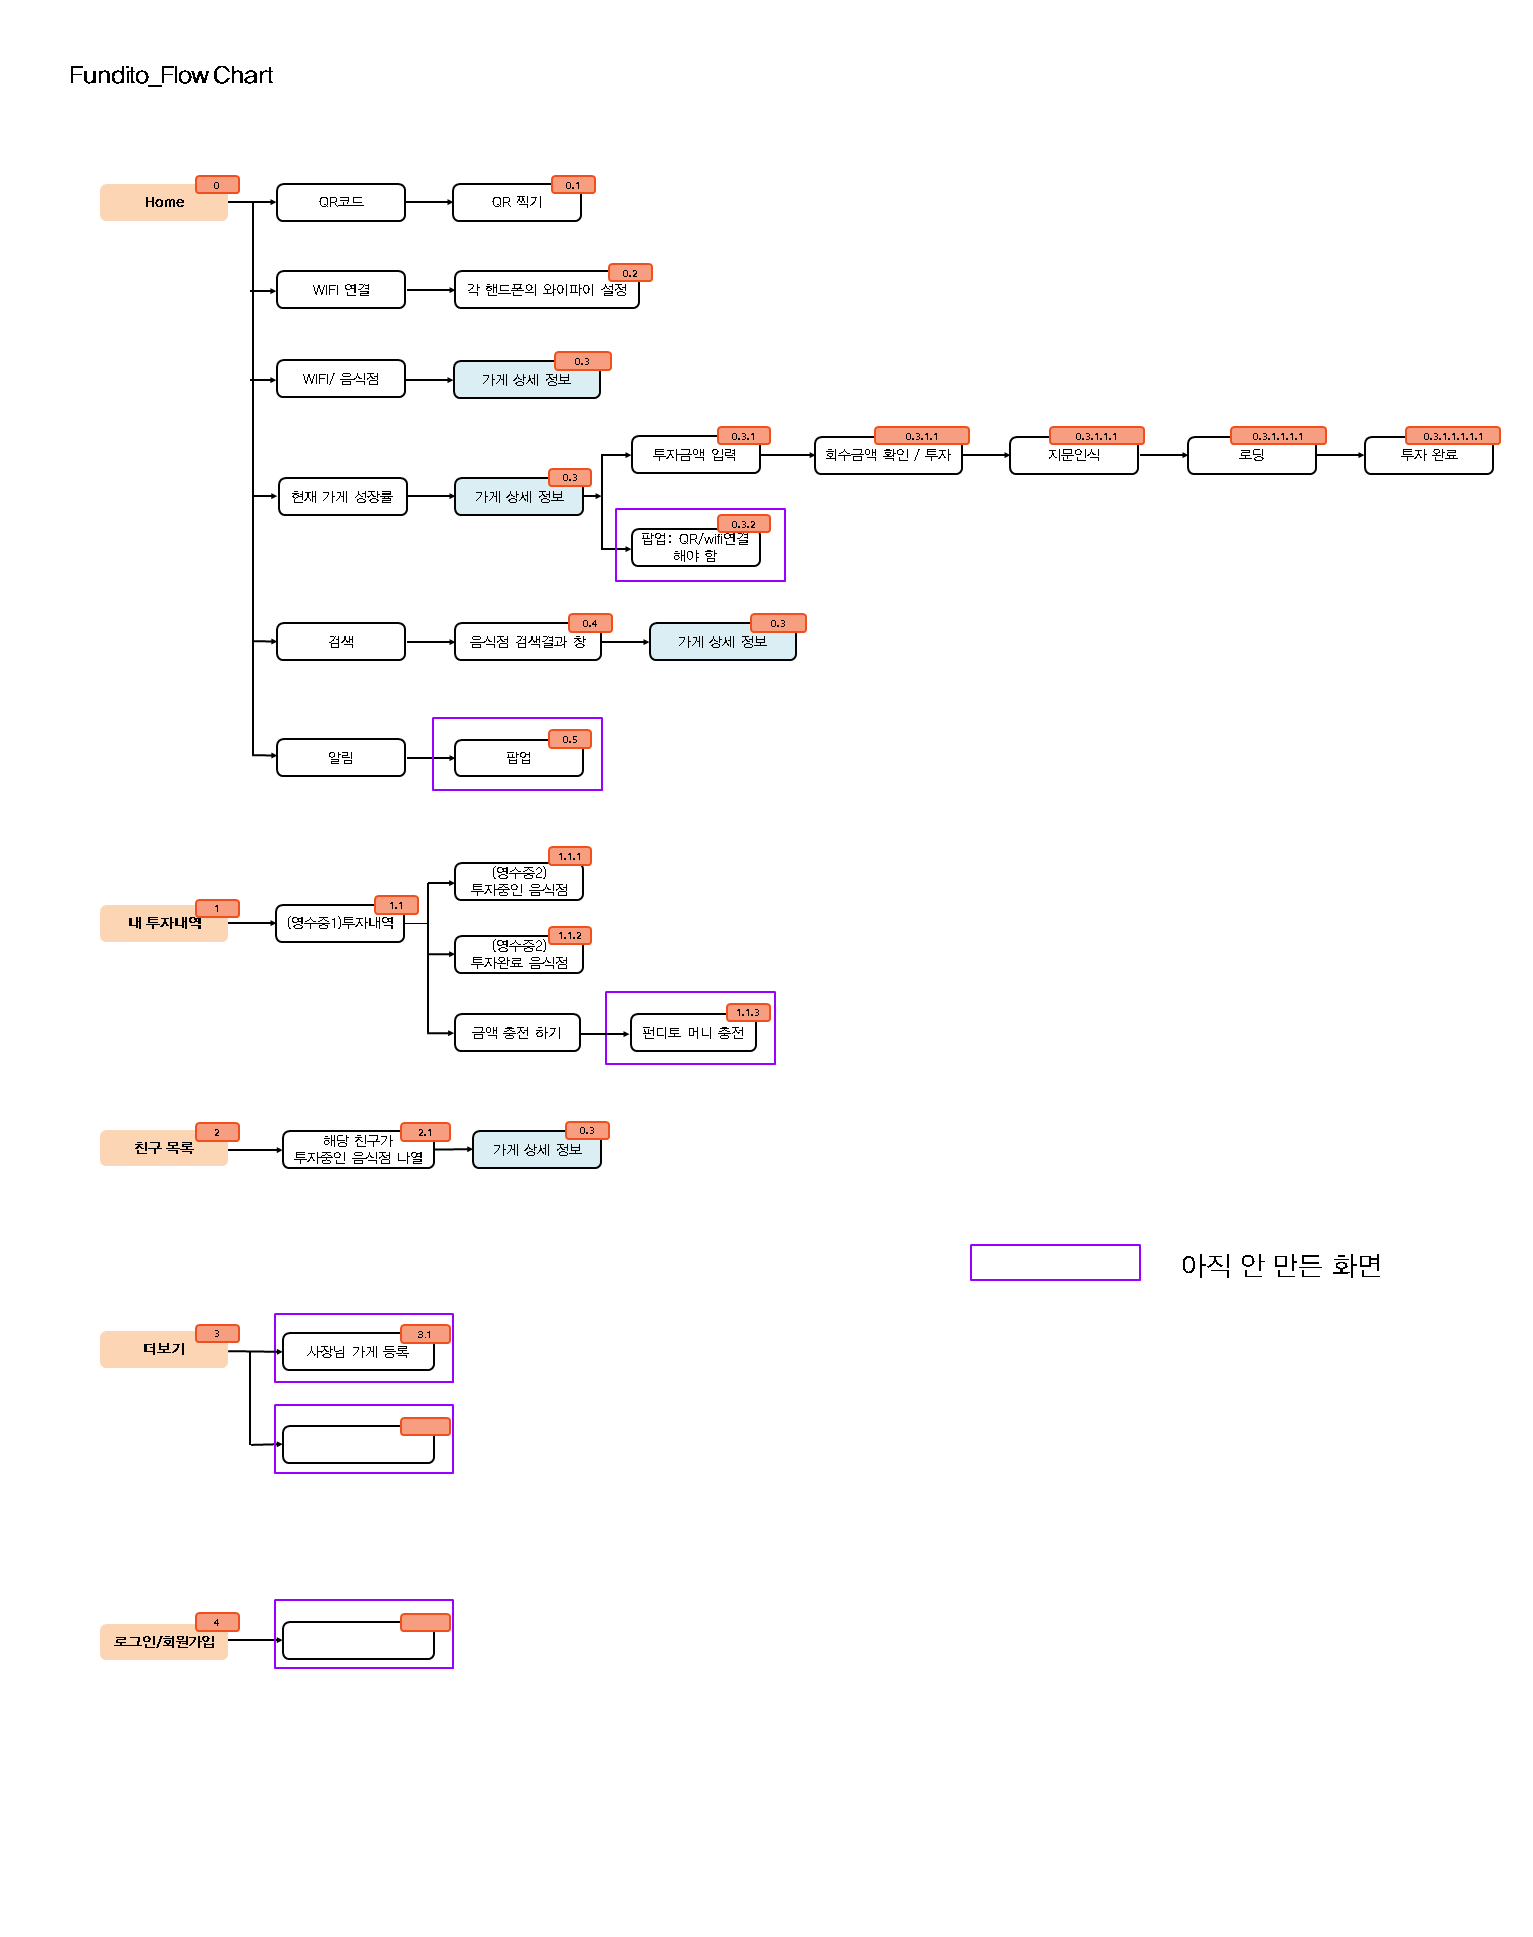 Fundito_Flow Chart
0
Home
QR코드
0.1
QR 찍기
WIFI 연결
0.2
각 핸드폰의 와이파이 설정
WIFI/ 음식점
0.3
가게 상세 정보
현재 가게 성장률
0.3
가게 상세 정보
0.3.1
투자금액 입력
0.3.1.1
회수금액 확인 / 투자
0.3.1.1.1
지문인식
0.3.1.1.1.1
로딩
0.3.1.1.1.1.1
투자 완료
0.3.2
팝업: QR/wifi연결
해야 함
검색
0.4
음식점 검색결과 창
0.3
가게 상세 정보
알림
0.5
팝업
1
내 투자내역
1.1
(영수증1)투자내역
1.1.1
(영수증2)
투자중인 음식점
1.1.2
(영수증2)
투자완료 음식점
금액 충전 하기
1.1.3
펀디토 머니 충전
2
친구 목록
2.1
해당 친구가
투자중인 음식점 나열
0.3
가게 상세 정보
아직 안 만든 화면
3
더보기
3.1
사장님 가게 등록
4
로그인/회원가입